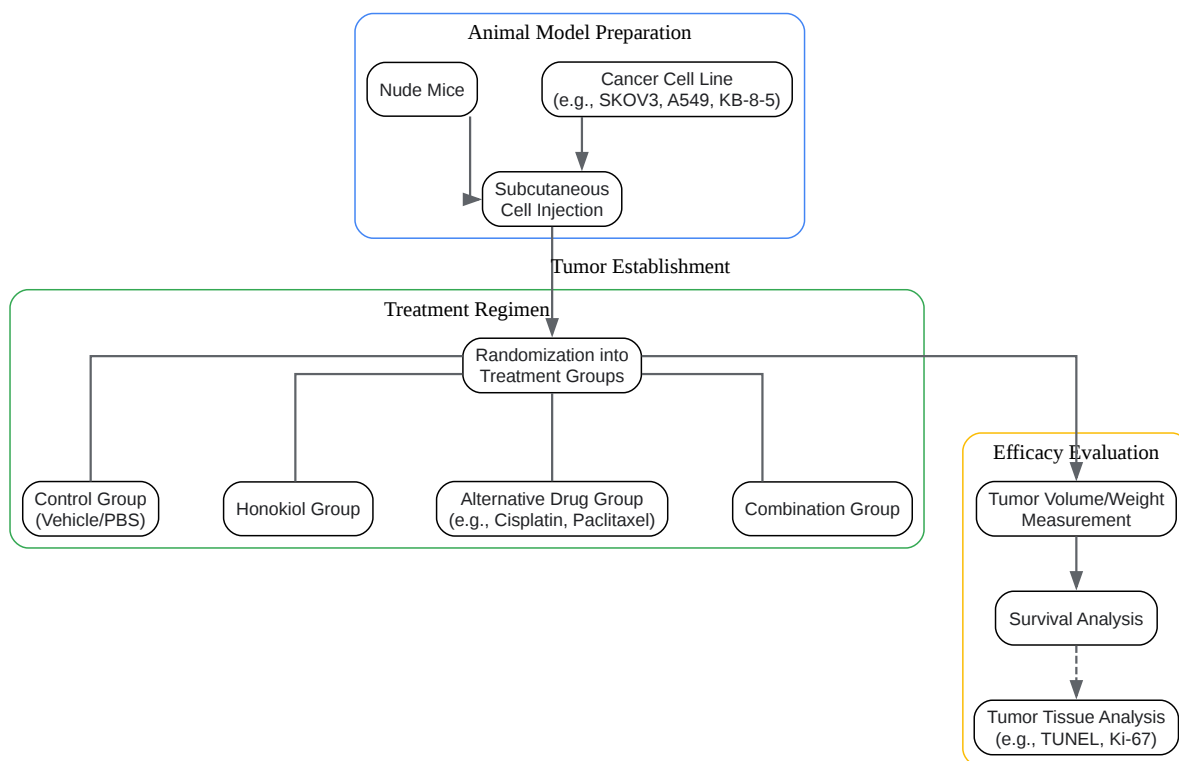 Animal Model Preparation
Nude Mice
Cancer Cell Line
(e.g., SKOV3, A549, KB-8-5)
Subcutaneous
Cell Injection
Tumor Establishment
Treatment Regimen
Randomization into
Treatment Groups
Control Group
(Vehicle/PBS)
Honokiol Group
Alternative Drug Group
(e.g., Cisplatin, Paclitaxel)
Combination Group
Efficacy Evaluation
Tumor Volume/Weight
Measurement
Survival Analysis
Tumor Tissue Analysis
(e.g., TUNEL, Ki-67)